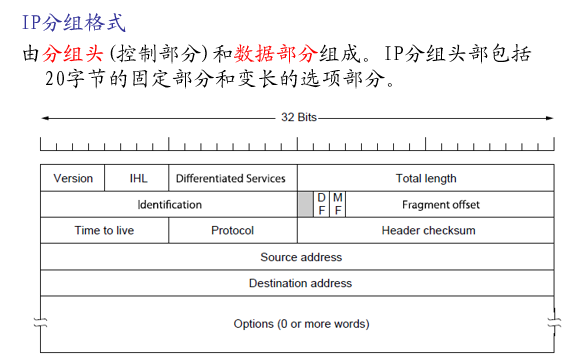 IP分组格式
由分组头(控制部分)和数据部分组成。IP分组头部包括
20字节的固定部分和变长的选项部分。
32 Bits
Version IHL Differentiated Services Total length
Identification D F M F Fragment offset
Time to live Protocol Header checksum
Source address
Destination address
Options (0 or more words)